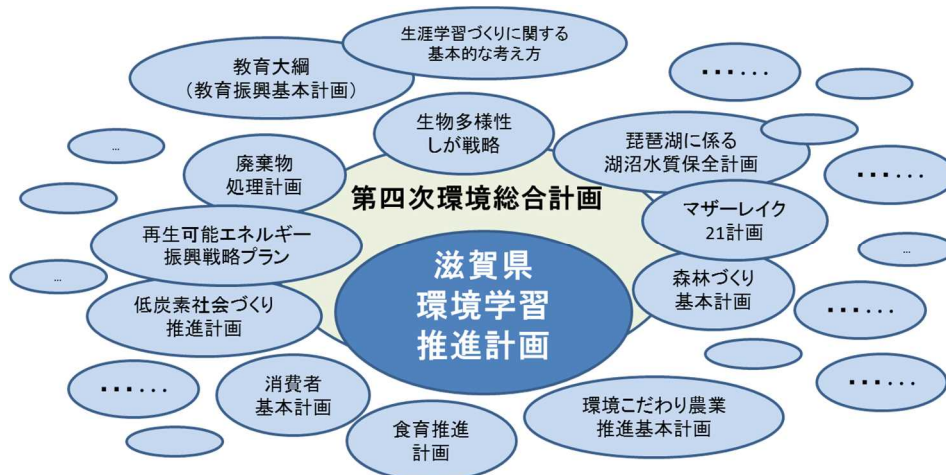 生涯学習づくりに関する
基本的な考え方
教育大綱
（教育振興基本計画）
▪▪▪・・・
生物多様性
しが戦略
琵琶湖に係る
湖沼水質保全計画
...
廃棄物
処理計画
▪▪▪・・・
第四次環境総合計画
マザーレイク
21計画
再生可能エネルギー
振興戦略プラン
...
滋賀県
環境学習
推進計画
...
森林づくり
基本計画
低炭素社会づくり
推進計画
▪▪▪・・・
▪▪▪・・・
消費者
基本計画
▪▪▪・・・
環境こだわり農業
推進基本計画
食育推進
計画